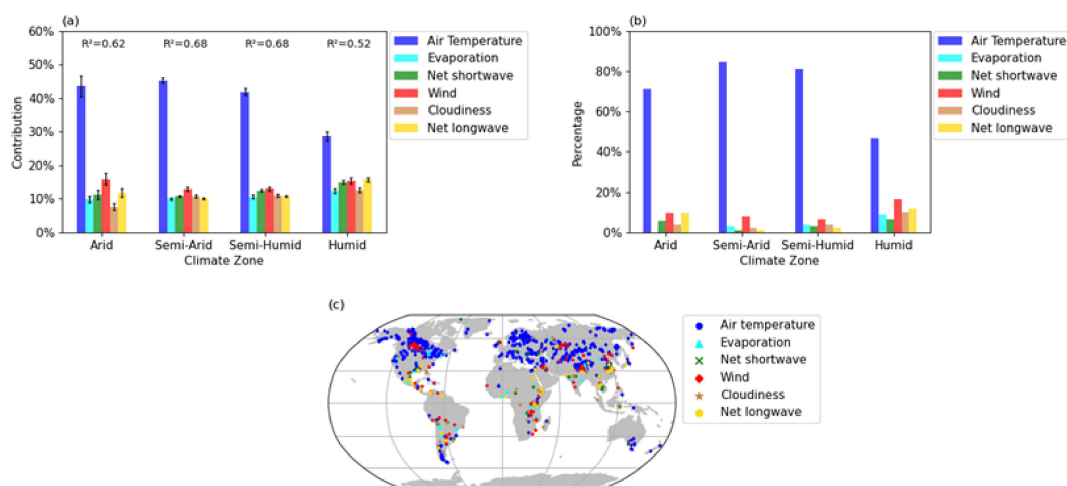 (a)
60%
50%
40%
30%
20%
10%
0%
Contribution
R²=0.62 R²=0.68 R²=0.68 R²=0.52
Arid Semi-Arid Semi-Humid Humid
Climate Zone
Air Temperature
Evaporation
Net shortwave
Wind
Cloudiness
Net longwave
(b)
100%
80%
60%
40%
20%
0%
Percentage
Arid Semi-Arid Semi-Humid Humid
Climate Zone
Air Temperature
Evaporation
Net shortwave
Wind
Cloudiness
Net longwave
(c)
Air temperature
Evaporation
Net shortwave
Wind
Cloudiness
Net longwave